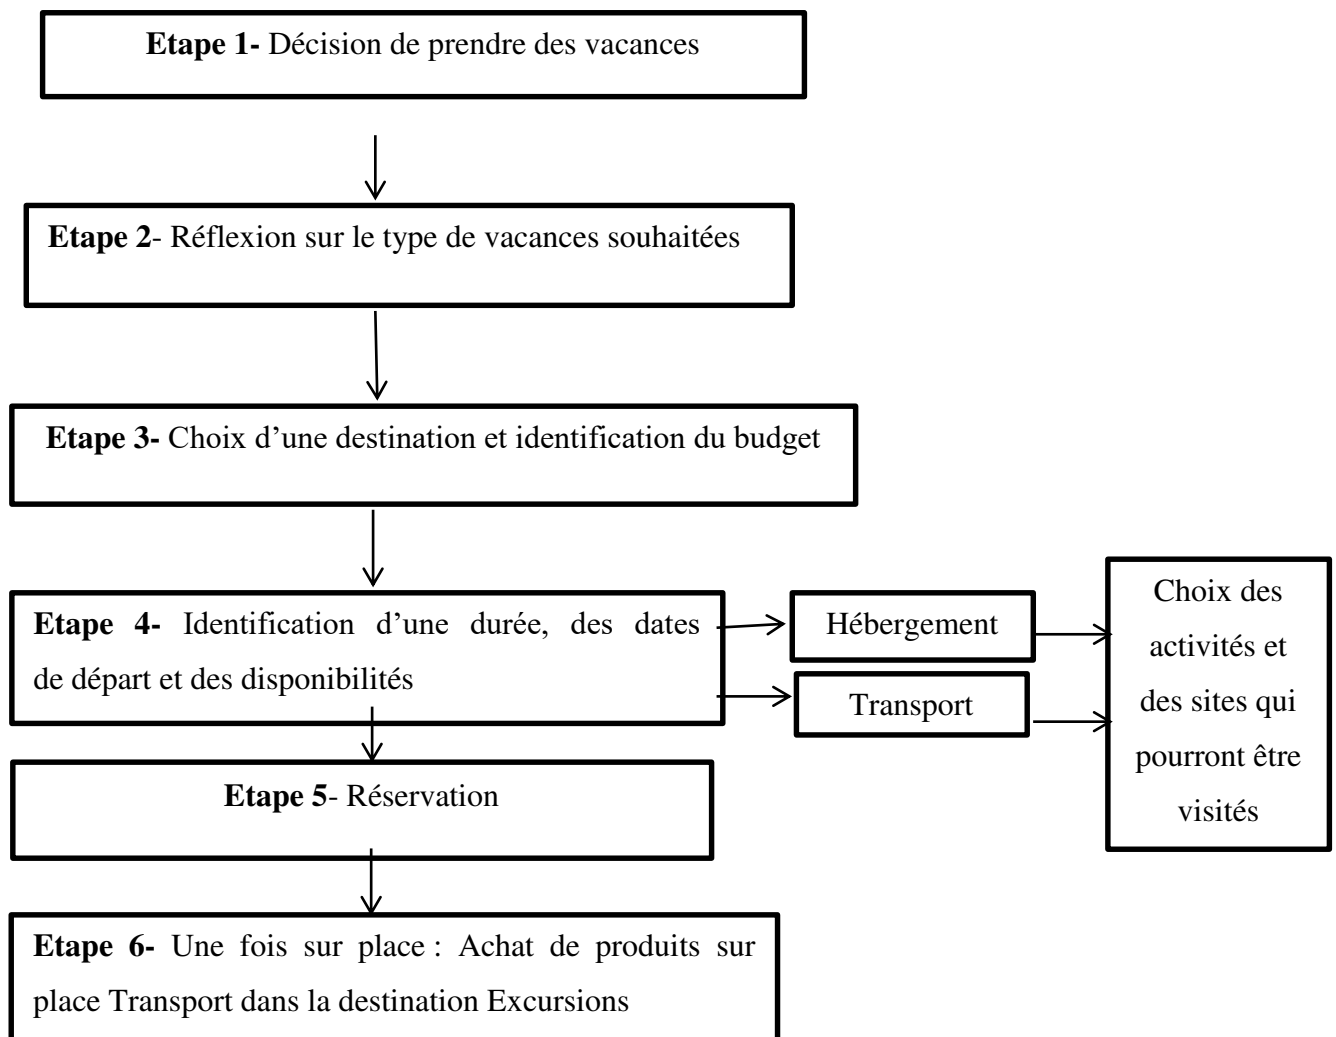 Etape 1- Décision de prendre des vacances
Etape 2- Réflexion sur le type de vacances souhaitées
Etape 3- Choix d’une destination et identification du budget
Etape 4- Identification d’une durée, des dates
de départ et des disponibilités
Hébergement
Transport
Choix des
activités et
des sites qui
pourront être
visités
Etape 5- Réservation
Etape 6- Une fois sur place : Achat de produits sur
place Transport dans la destination Excursions